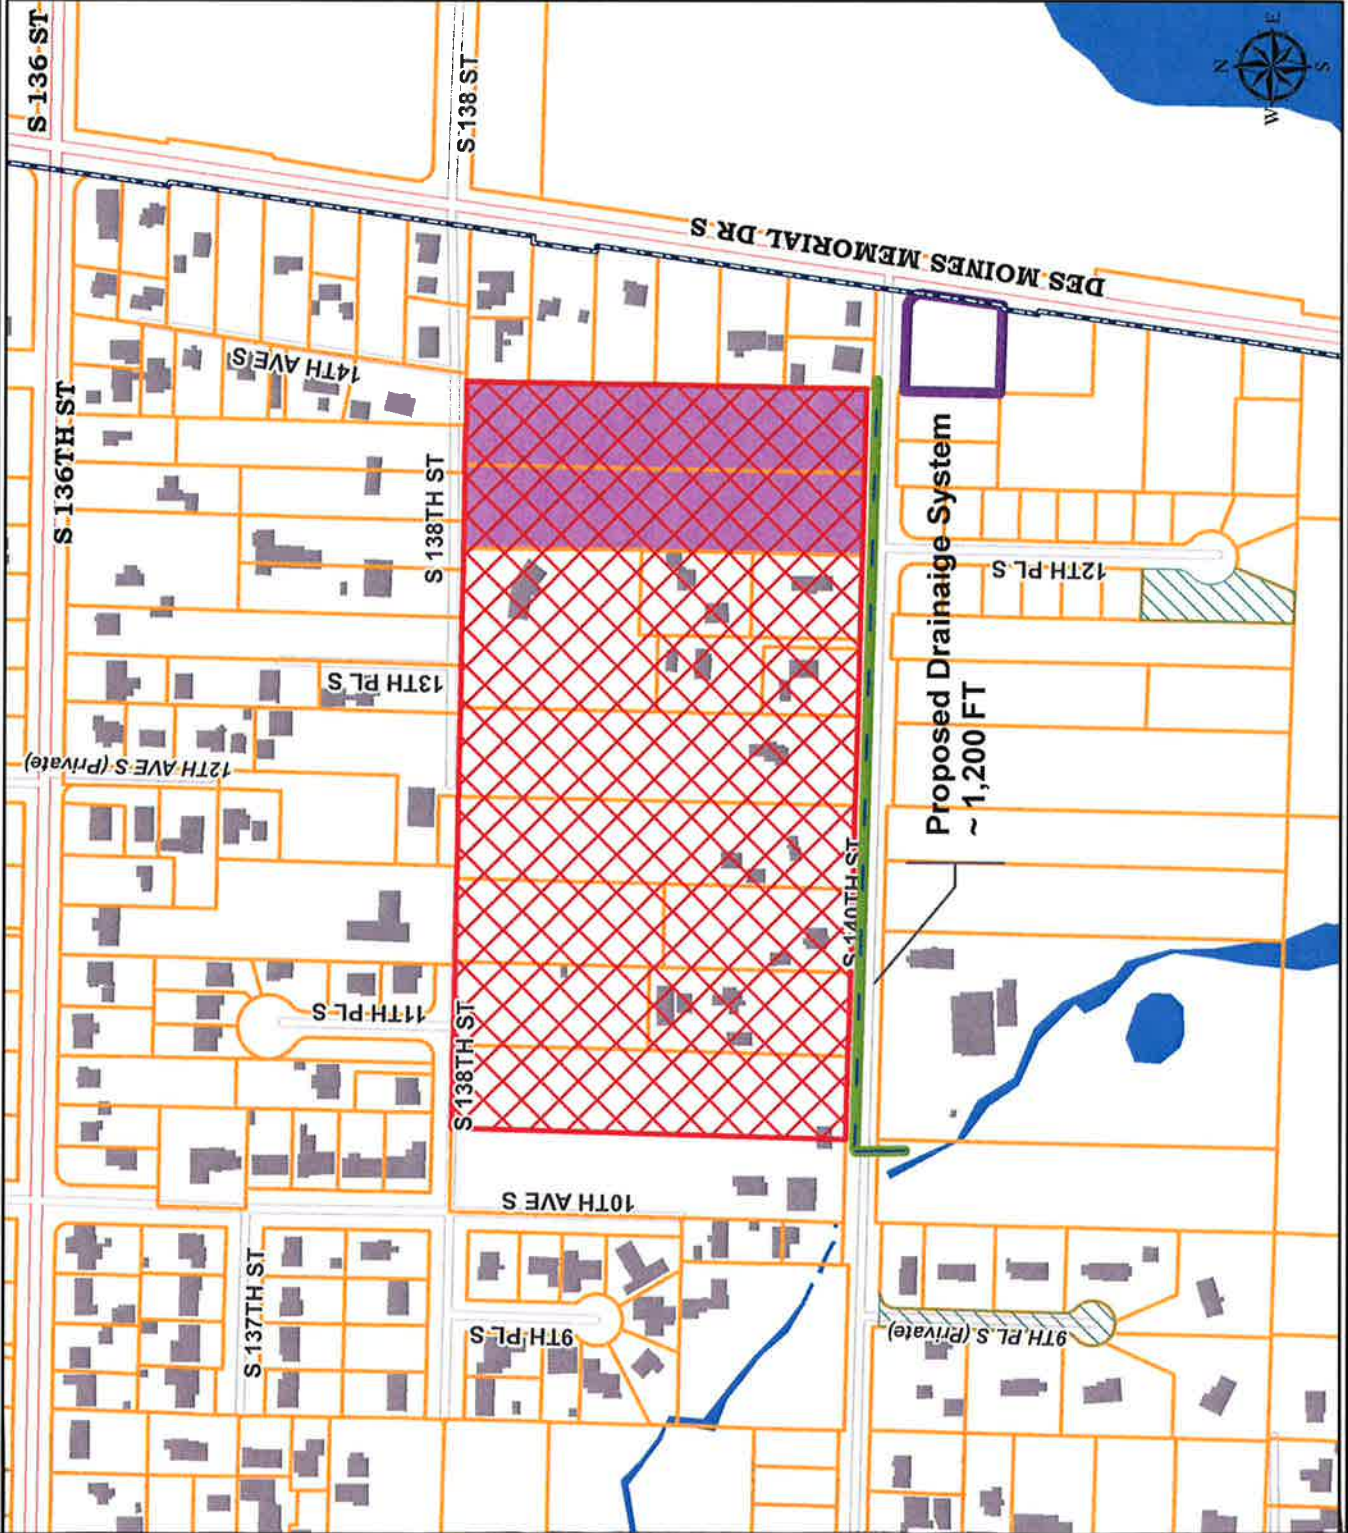 S 136 ST
S 138 ST
N
E
W
S
DES MOINES MEMORIAL DR S
14TH AVE S
S 136TH ST
S 138TH ST
13TH PL S
12TH AVE S (Private)
Proposed Drainaige System
~ 1,200 FT
12TH PL S
S 140TH ST
11TH PL S
S 138TH ST
10TH AVE S
S 137TH ST
9TH PL S
9TH PL S (Private)